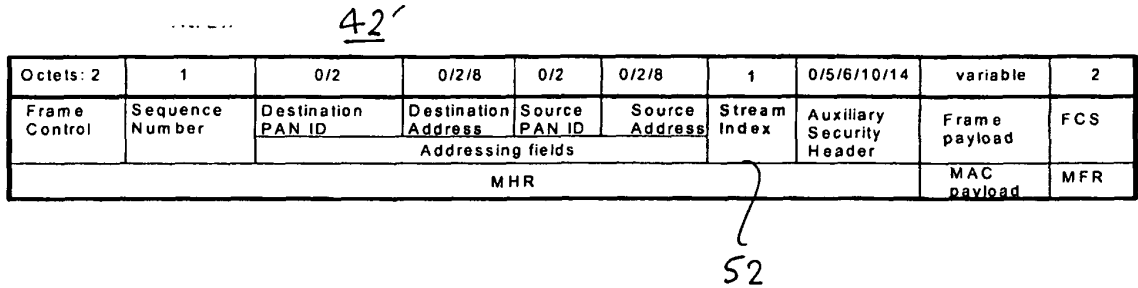 42'
Octets: 2 1 0/2 0/2/8 0/2 0/2/8 1 0/5/6/10/14 variable 2
Frame Control Sequence Number Destination PAN ID Destination Address Source PAN ID Source Address Stream Index Auxiliary Security Header Frame payload FCS
Addressing fields
MHR MAC payload MFR
52